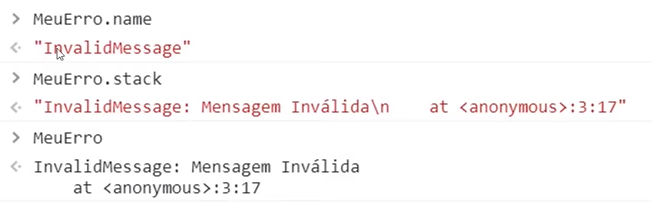 > MeuErro.name
<· "InvalidMessage"
> MeuErro.stack
<· "InvalidMessage: Mensagem Inválida\n    at <anonymous>:3:17"
> MeuErro
<· InvalidMessage: Mensagem Inválida
    at <anonymous>:3:17